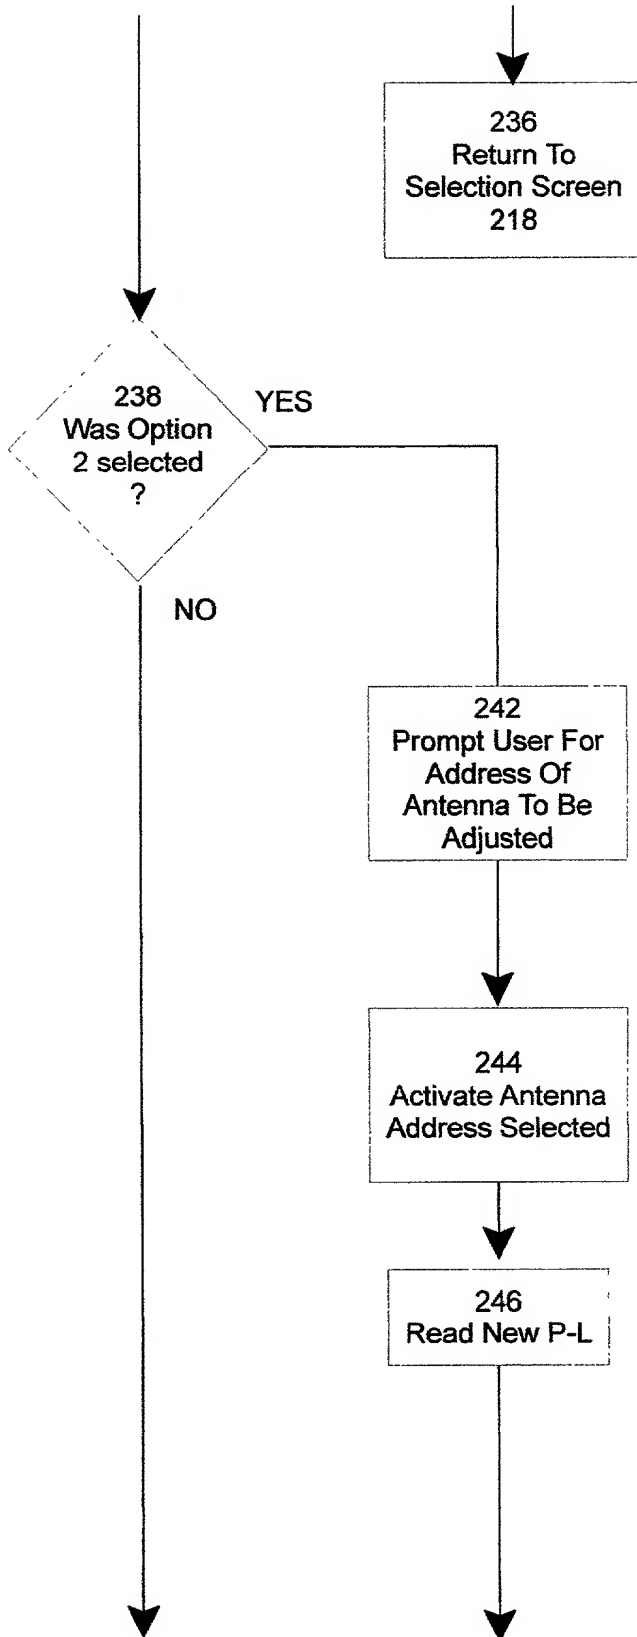 236
Return To
Selection Screen
218
238
Was Option
2 selected
?
YES
NO
242
Prompt User For
Address Of
Antenna To Be
Adjusted
244
Activate Antenna
Address Selected
246
Read New P-L